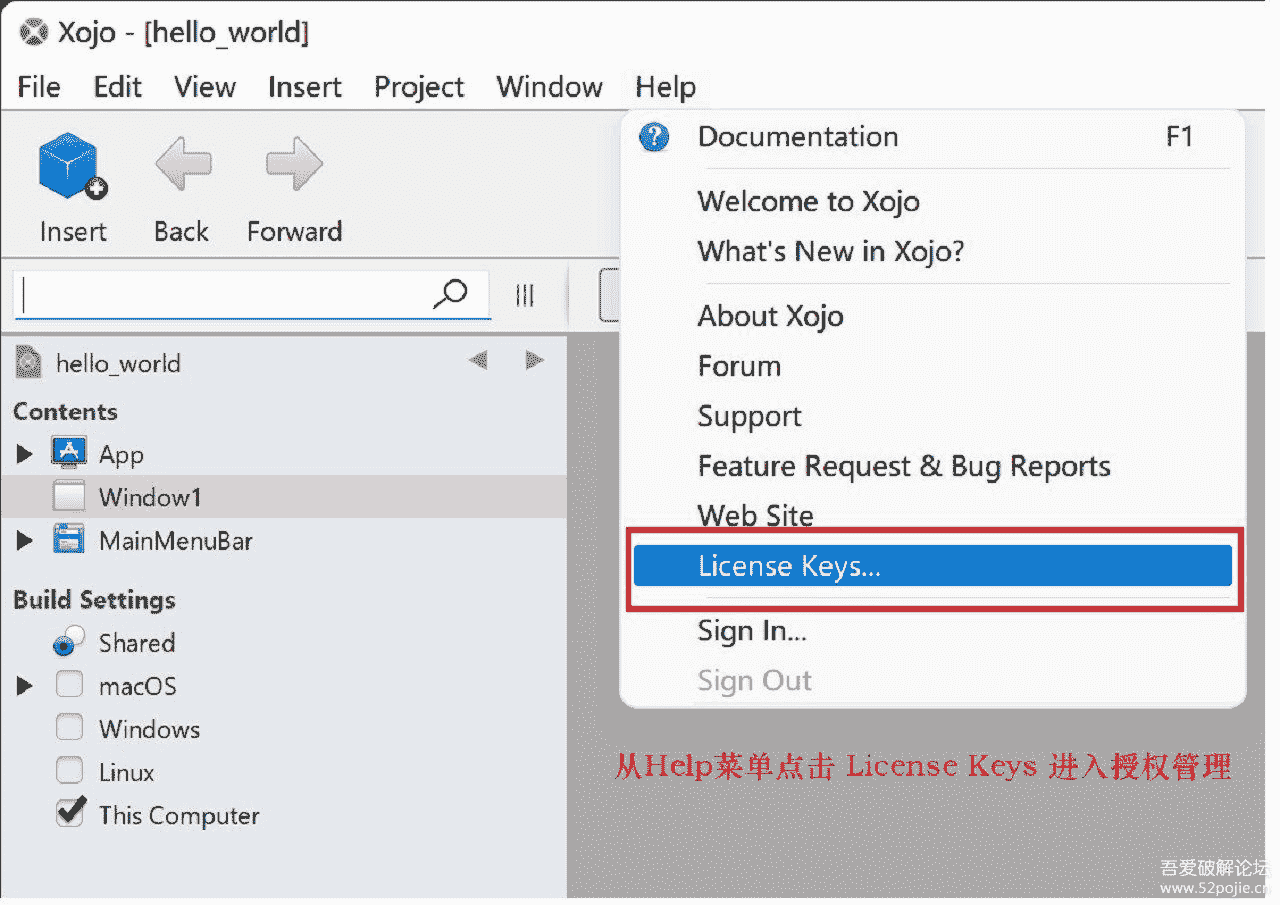 Xojo - [hello_world]
File Edit View Insert Project Window Help
Insert Back Forward
Documentation F1
Welcome to Xojo
What's New in Xojo?
About Xojo
Forum
Support
Feature Request & Bug Reports
Web Site
License Keys...
Sign In...
Sign Out
hello_world
Contents
App
Window1
MainMenuBar
Build Settings
Shared
macOS
Windows
Linux
This Computer
从Help菜单点击 License Keys 进入授权管理
吾爱破解论坛
www.52pojie.cn